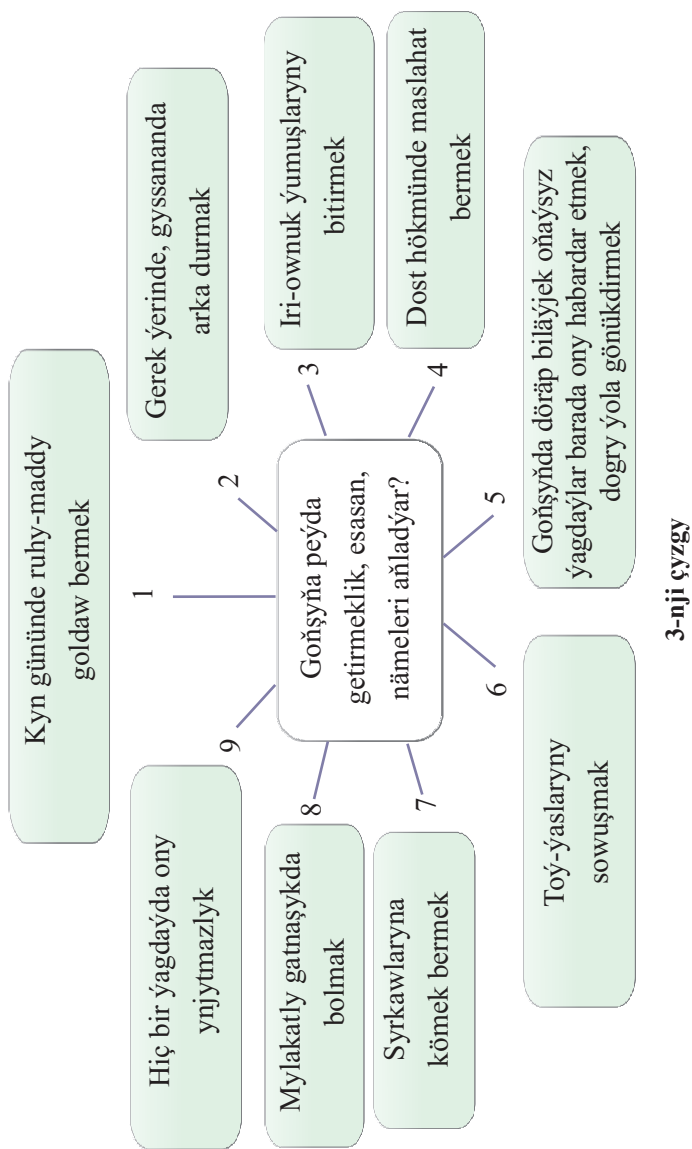 Kyn gününde ruhy-maddy
goldaw bermek
1
Gerek ýerinde, gyssananda
arka durmak
2
Iri-ownuk ýumuşlaryny
bitirmek
3
Dost hökmünde maslahat
bermek
4
Goňşyňa peýda
getirmeklik, esasan,
nämeleri aňladýar?
Goňşyňda döräp biläýjek oňaýsyz
ýagdaýlar barada ony habardar etmek,
dogry ýola gönükdirmek
5
Toý-ýaslaryny
sowuşmak
6
Syrkawlaryna
kömek bermek
7
Mylakatly gatnaşykda
bolmak
8
Hiç bir ýagdaýda ony
ynjytmazlyk
9
3-nji çyzgy